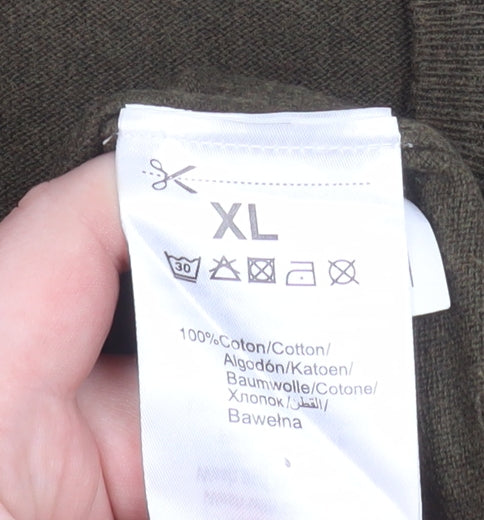 XL
30
100%Coton/Cotton/
Algodón/Katoen/
Baumwolle/Cotone/
Хлопок/القطن/
Bawełna